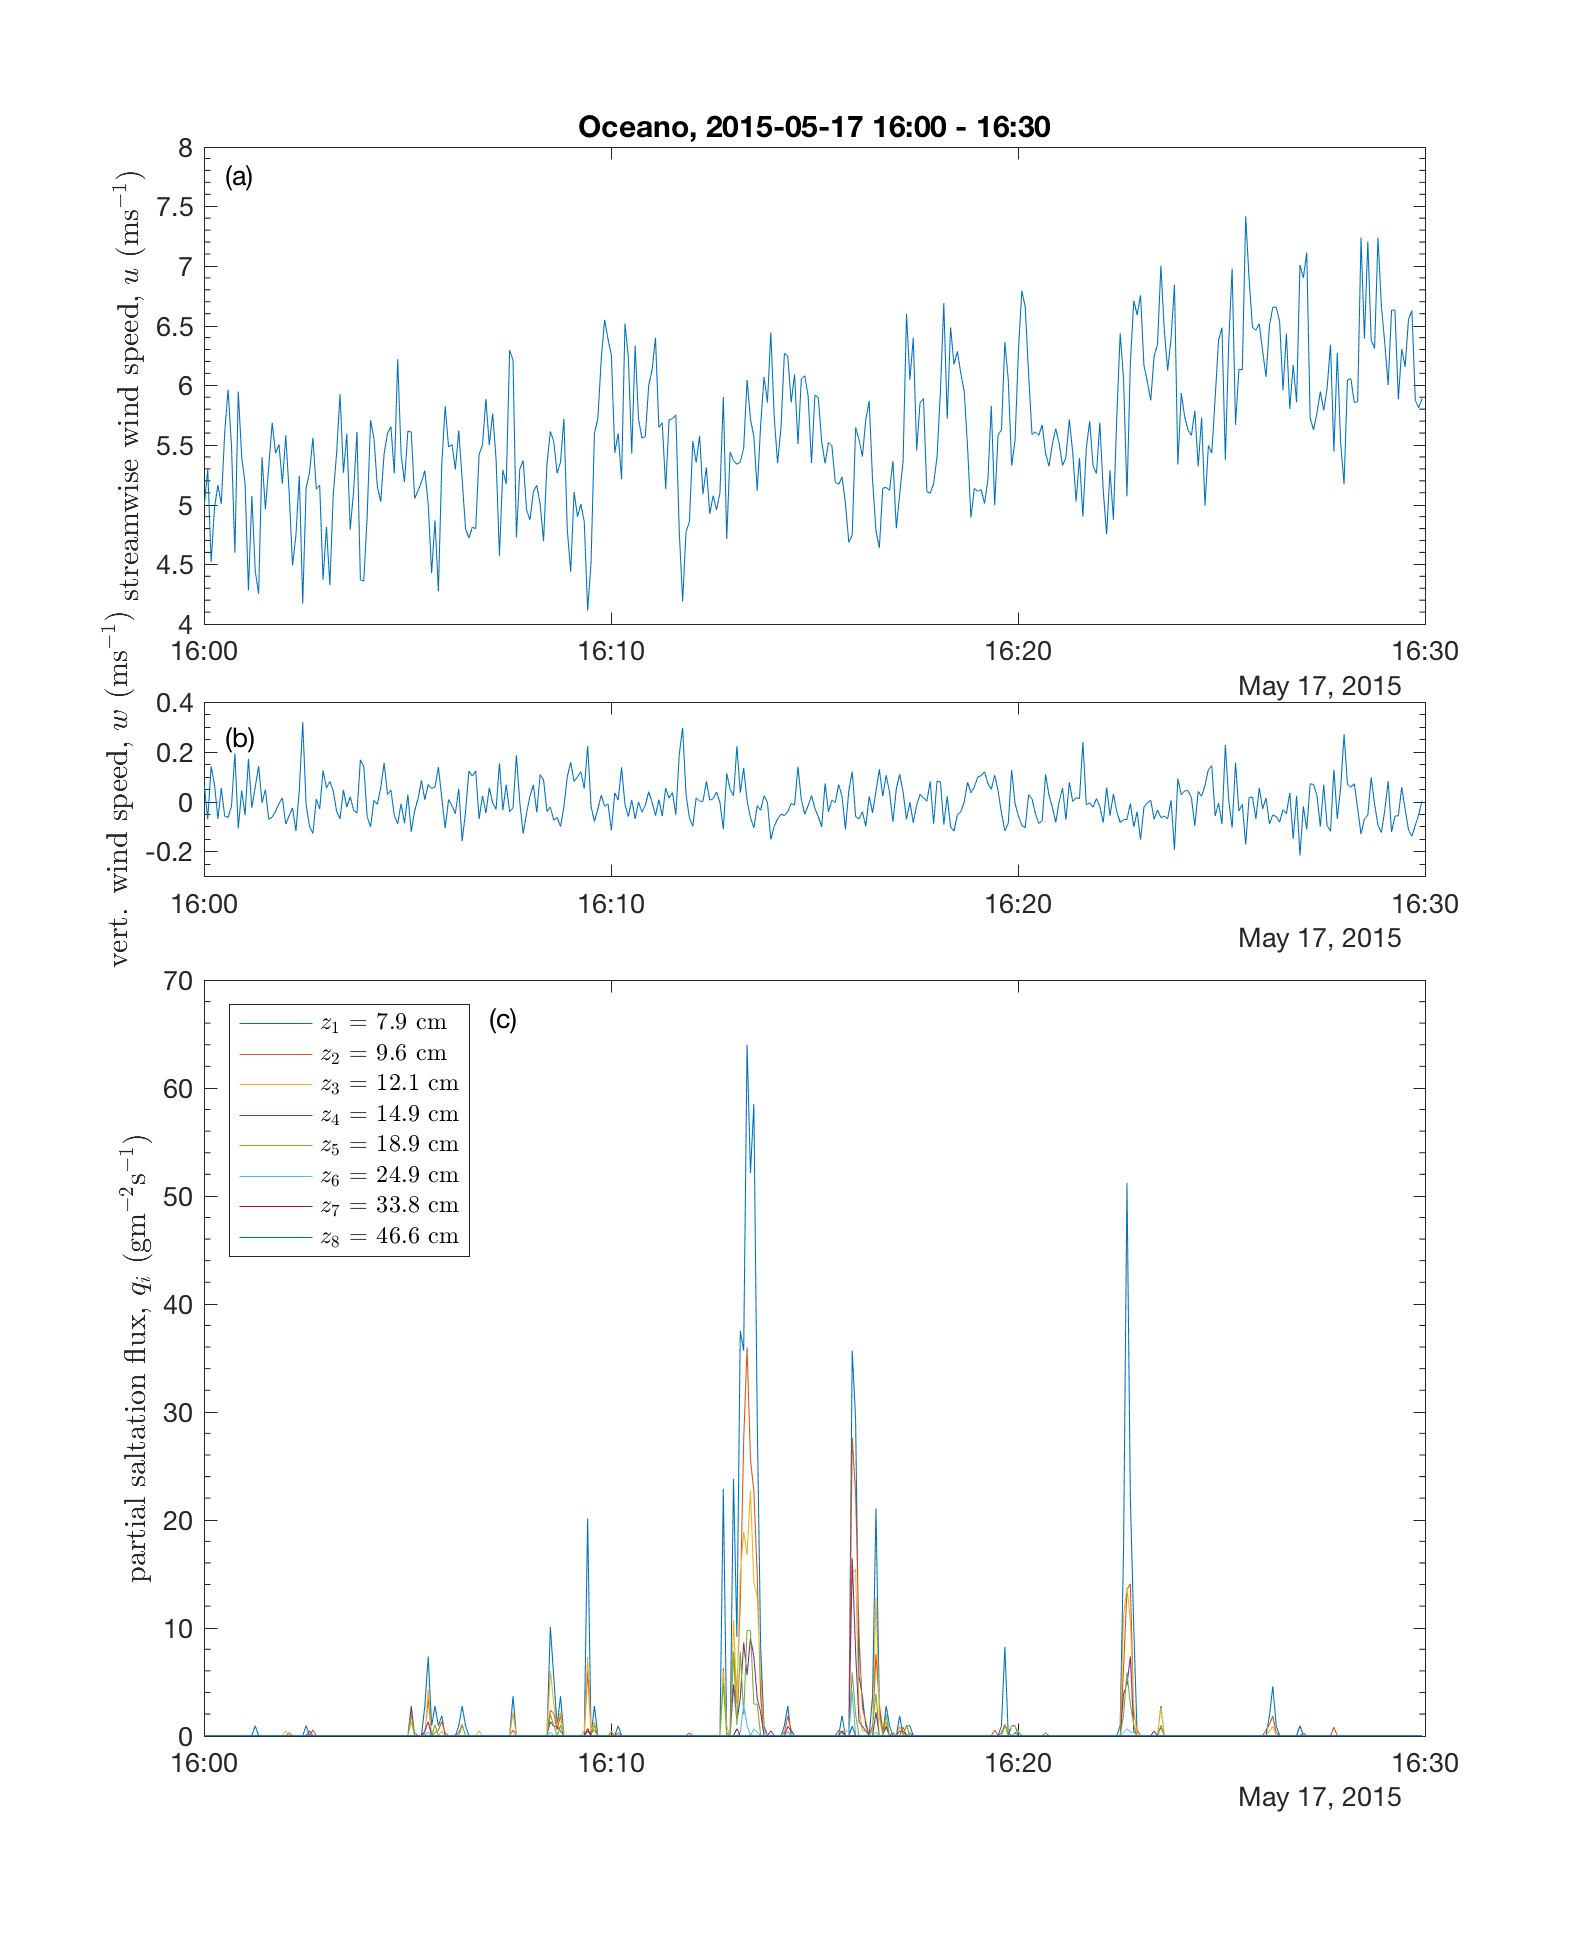 Oceano, 2015-05-17 16:00 - 16:30
(a)
streamwise wind speed, u (ms⁻¹)
8
7.5
7
6.5
6
5.5
5
4.5
4
16:00 16:10 16:20 16:30
May 17, 2015
(b)
vert. wind speed, w (ms⁻¹)
0.4
0.2
0
-0.2
16:00 16:10 16:20 16:30
May 17, 2015
(c)
partial saltation flux, qᵢ (gm⁻²s⁻¹)
70
60
50
40
30
20
10
0
z₁ = 7.9 cm
z₂ = 9.6 cm
z₃ = 12.1 cm
z₄ = 14.9 cm
z₅ = 18.9 cm
z₆ = 24.9 cm
z₇ = 33.8 cm
z₈ = 46.6 cm
16:00 16:10 16:20 16:30
May 17, 2015